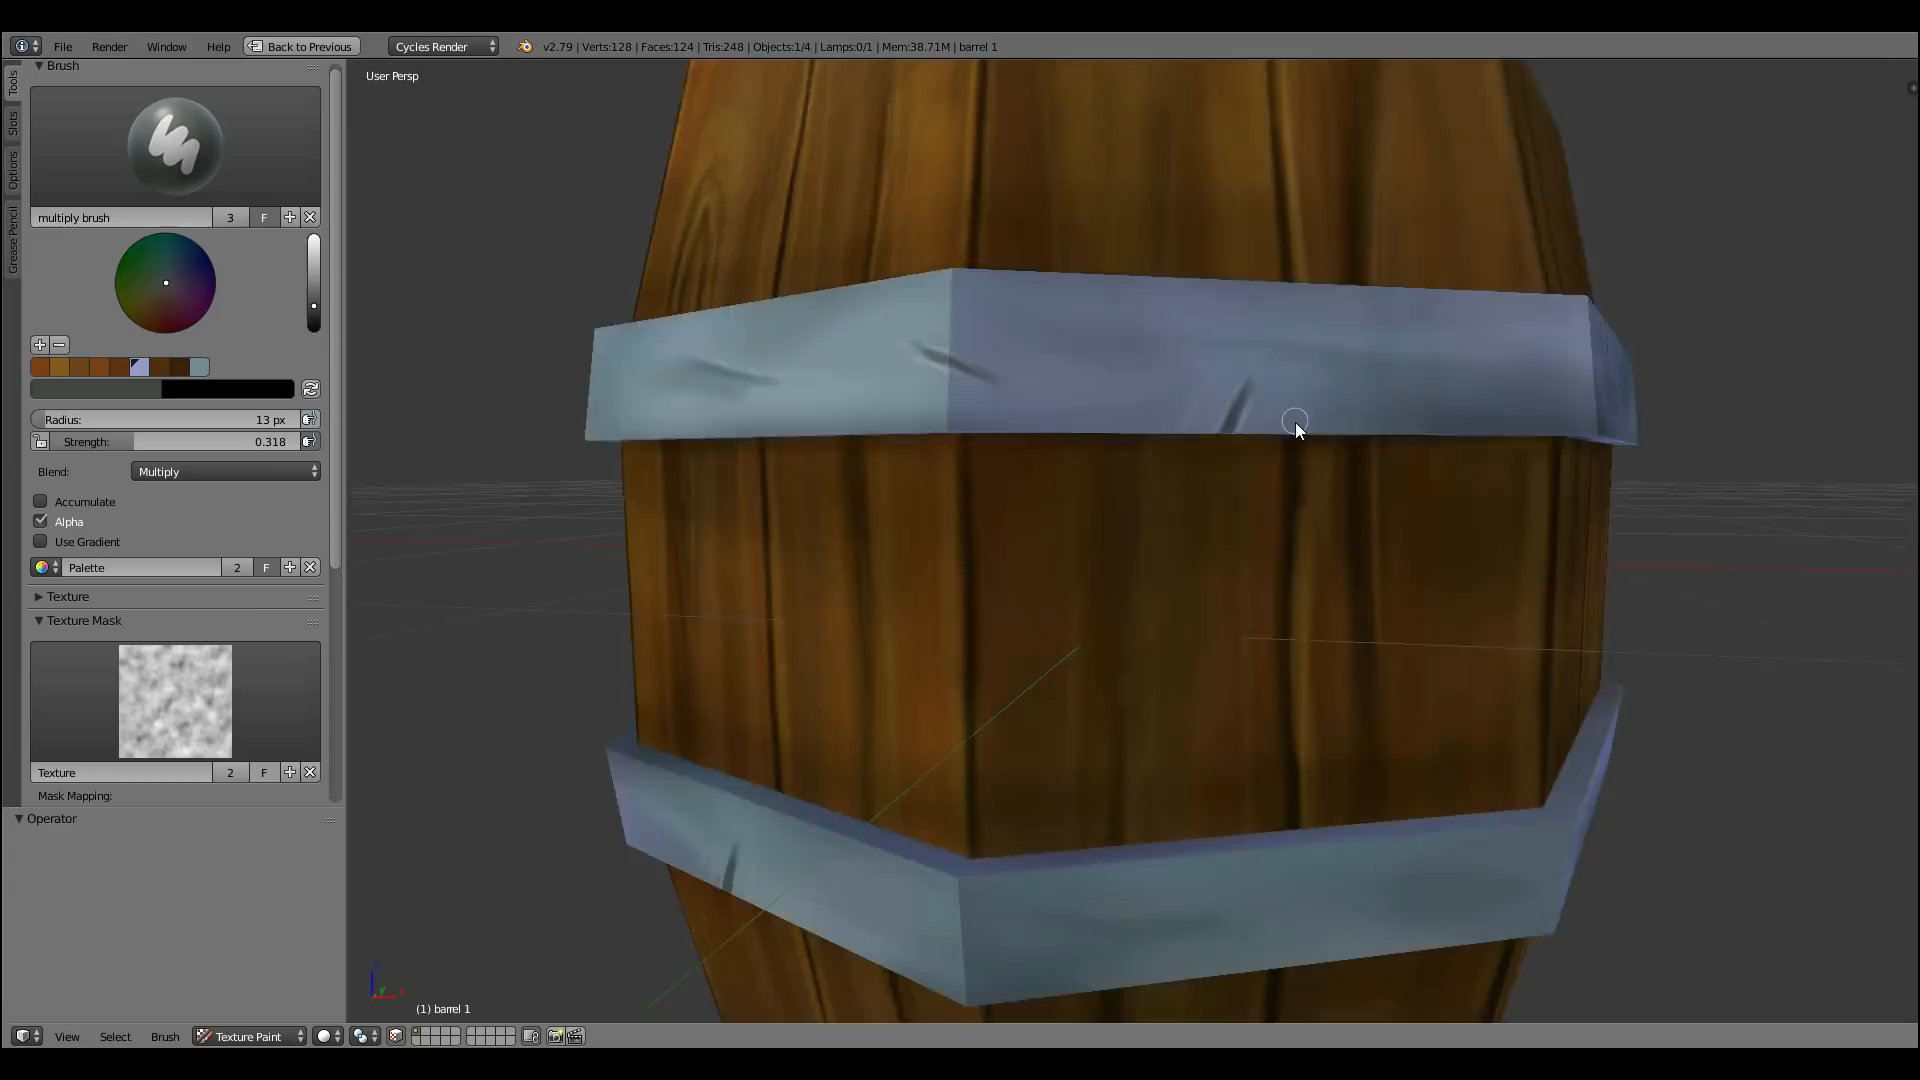 File Render Window Help Back to Previous Cycles Render v2.79 | Verts:128 | Faces:124 | Tris:248 | Objects:1/4 | Lamps:0/1 | Mem:38.71M | barrel 1
Tools
Slots
Options
Grease Pencil
Brush
User Persp
multiply brush 3 F
Radius: 13 px
Strength: 0.318
Blend: Multiply
Accumulate
Alpha
Use Gradient
Palette 2 F
Texture
Texture Mask
Texture 2 F
Mask Mapping:
Operator
y
(1) barrel 1
View Select Brush Texture Paint